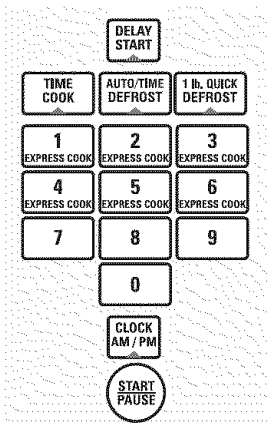 DELAY
START
TIME
COOK
AUTO/TIME
DEFROST
1 lb. QUICK
DEFROST
1
EXPRESS COOK
2
EXPRESS COOK
3
EXPRESS COOK
4
EXPRESS COOK
5
EXPRESS COOK
6
EXPRESS COOK
7
8
9
0
CLOCK
AM / PM
START
PAUSE